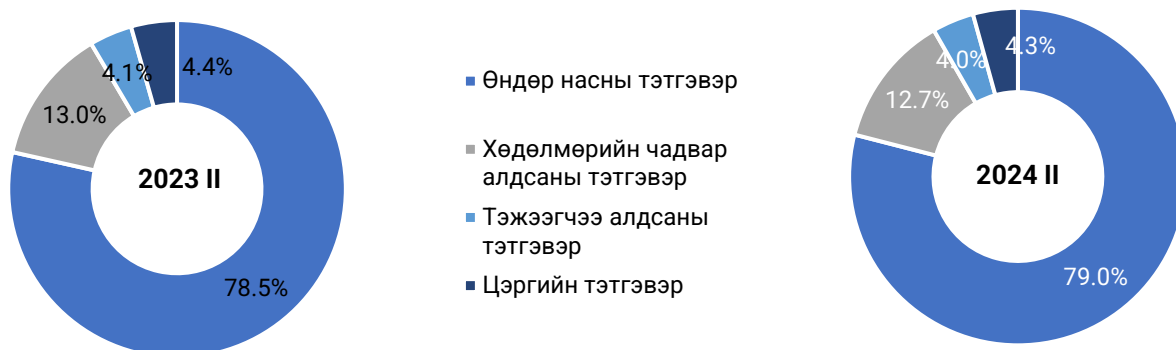 4.1%
4.4%
13.0%
2023 II
78.5%
Өндөр насны тэтгэвэр
Хөдөлмөрийн чадвар
алдсаны тэтгэвэр
Тэжээгчээ алдсаны
тэтгэвэр
Цэргийн тэтгэвэр
4.0%
4.3%
12.7%
2024 II
79.0%